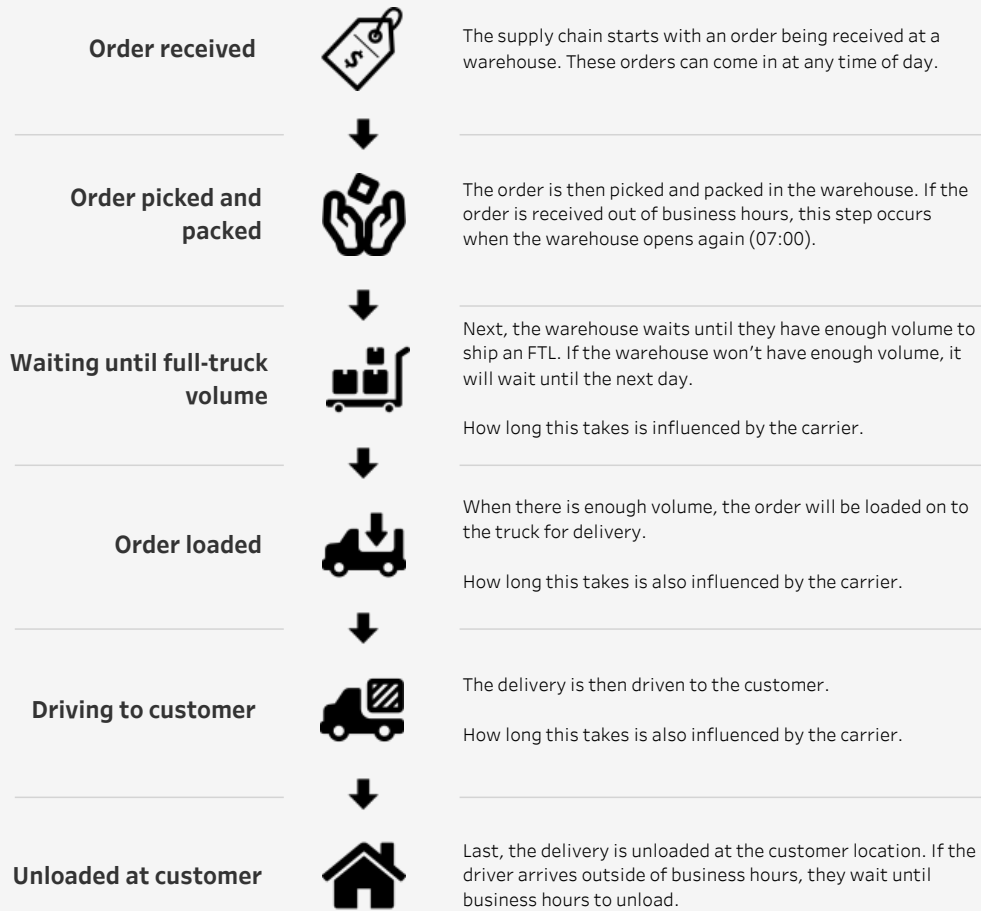 Order received
$
The supply chain starts with an order being received at a
warehouse. These orders can come in at any time of day.
Order picked and
packed
The order is then picked and packed in the warehouse. If the
order is received out of business hours, this step occurs
when the warehouse opens again (07:00).
Waiting until full-truck
volume
Next, the warehouse waits until they have enough volume to
ship an FTL. If the warehouse won’t have enough volume, it
will wait until the next day.
How long this takes is influenced by the carrier.
Order loaded
When there is enough volume, the order will be loaded on to
the truck for delivery.
How long this takes is also influenced by the carrier.
Driving to customer
The delivery is then driven to the customer.
How long this takes is also influenced by the carrier.
Unloaded at customer
Last, the delivery is unloaded at the customer location. If the
driver arrives outside of business hours, they wait until
business hours to unload.